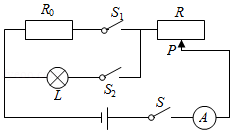 R₀ S₁ R
P
L S₂
S A